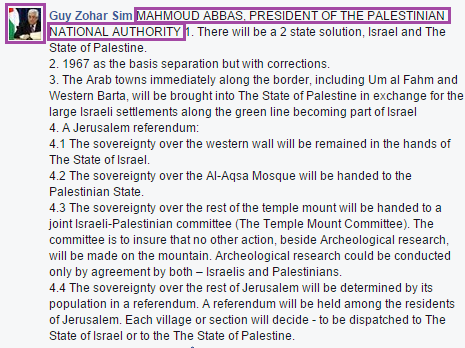 Guy Zohar Sim MAHMOUD ABBAS, PRESIDENT OF THE PALESTINIAN
NATIONAL AUTHORITY 1. There will be a 2 state solution, Israel and The
State of Palestine.
2. 1967 as the basis separation but with corrections.
3. The Arab towns immediately along the border, including Um al Fahm and
Western Barta, will be brought into The State of Palestine in exchange for the
large Israeli settlements along the green line becoming part of Israel
4. A Jerusalem referendum:
4.1 The sovereignty over the western wall will be remained in the hands of
The State of Israel.
4.2 The sovereignty over the Al-Aqsa Mosque will be handed to the
Palestinian State.
4.3 The sovereignty over the rest of the temple mount will be handed to a
joint Israeli-Palestinian committee (The Temple Mount Committee). The
committee is to insure that no other action, beside Archeological research,
will be made on the mountain. Archeological research could be conducted
only by agreement by both – Israelis and Palestinians.
4.4 The sovereignty over the rest of Jerusalem will be determined by its
population in a referendum. A referendum will be held among the residents
of Jerusalem. Each village or section will decide - to be dispatched to The
State of Israel or to the The State of Palestine.